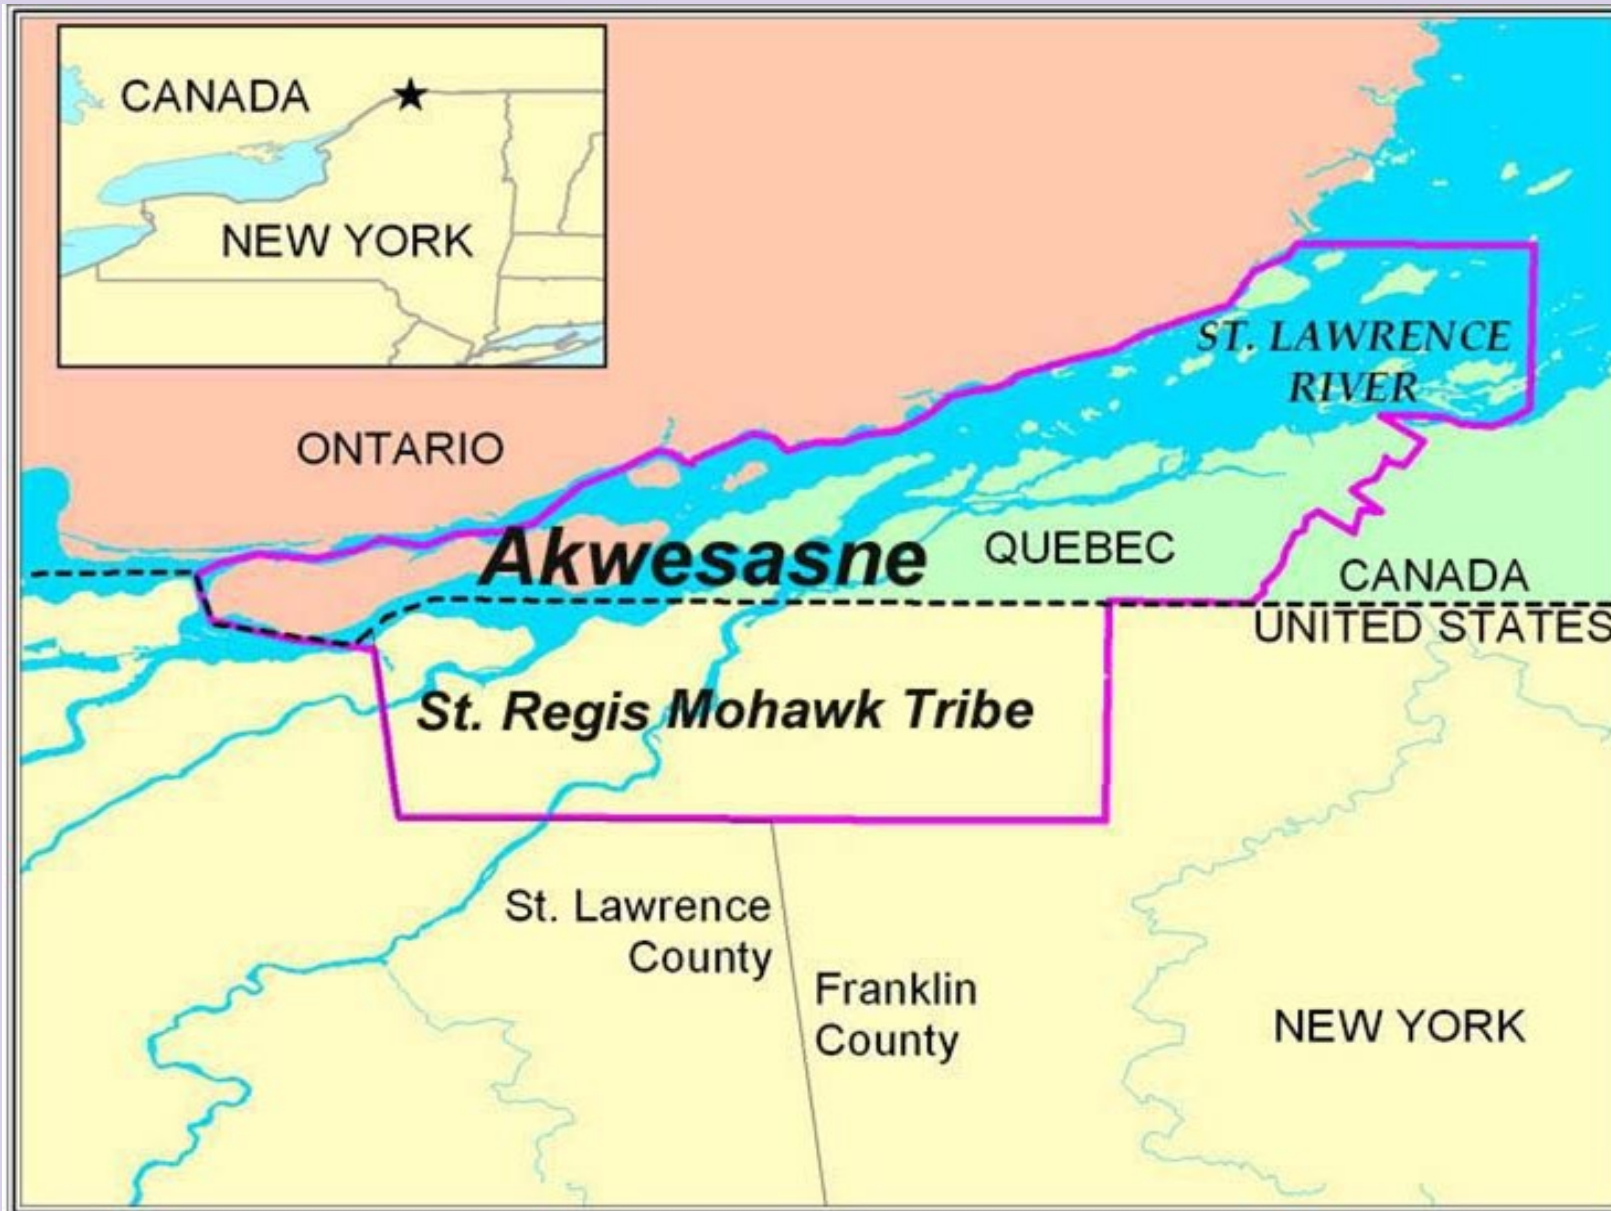 CANADA
NEW YORK
ST. LAWRENCE
RIVER
ONTARIO
Akwesasne
QUEBEC
CANADA
UNITED STATES
St. Regis Mohawk Tribe
St. Lawrence
County
Franklin
County
NEW YORK